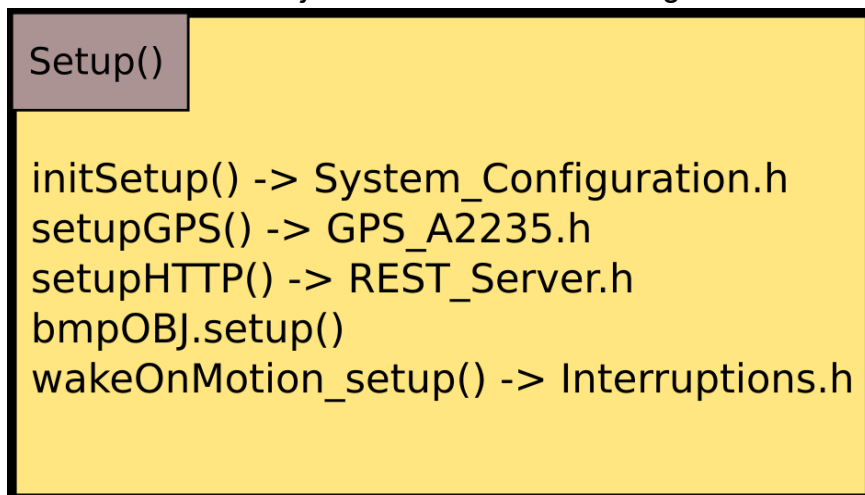 Setup()
initSetup() -> System_Configuration.h
setupGPS() -> GPS_A2235.h
setupHTTP() -> REST_Server.h
bmpOBJ.setup()
wakeOnMotion_setup() -> Interruptions.h